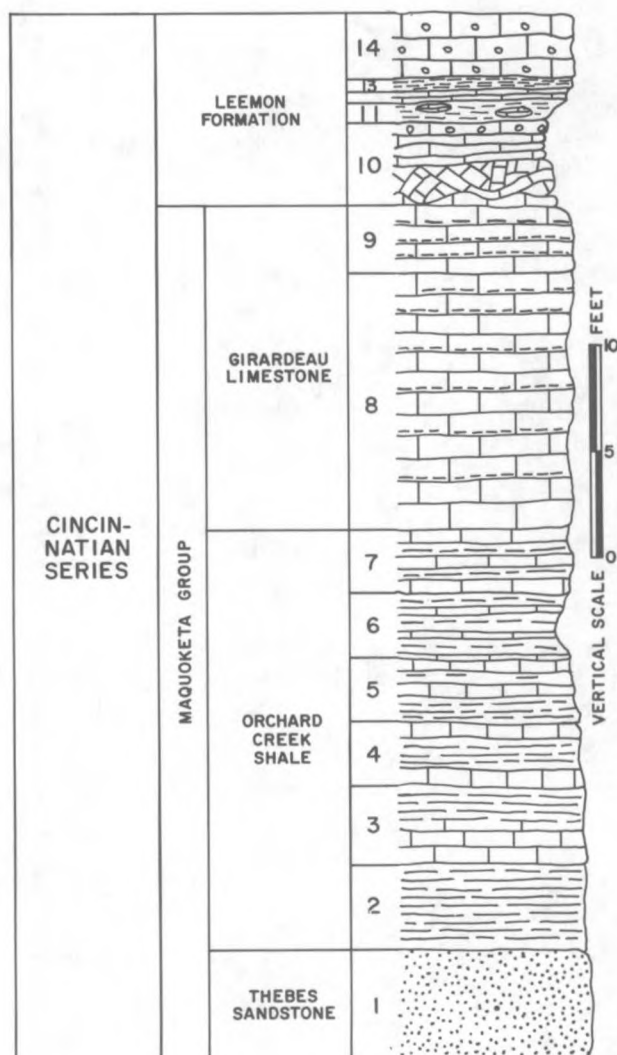 LEEMON
FORMATION
14
13
11
10
9
GIRARDEAU
LIMESTONE
8
CINCIN-
NATIAN
SERIES
MAQUOKETA GROUP
7
6
5
ORCHARD
CREEK
SHALE
4
3
2
THEBES
SANDSTONE
1
VERTICAL SCALE FEET
10
5
0